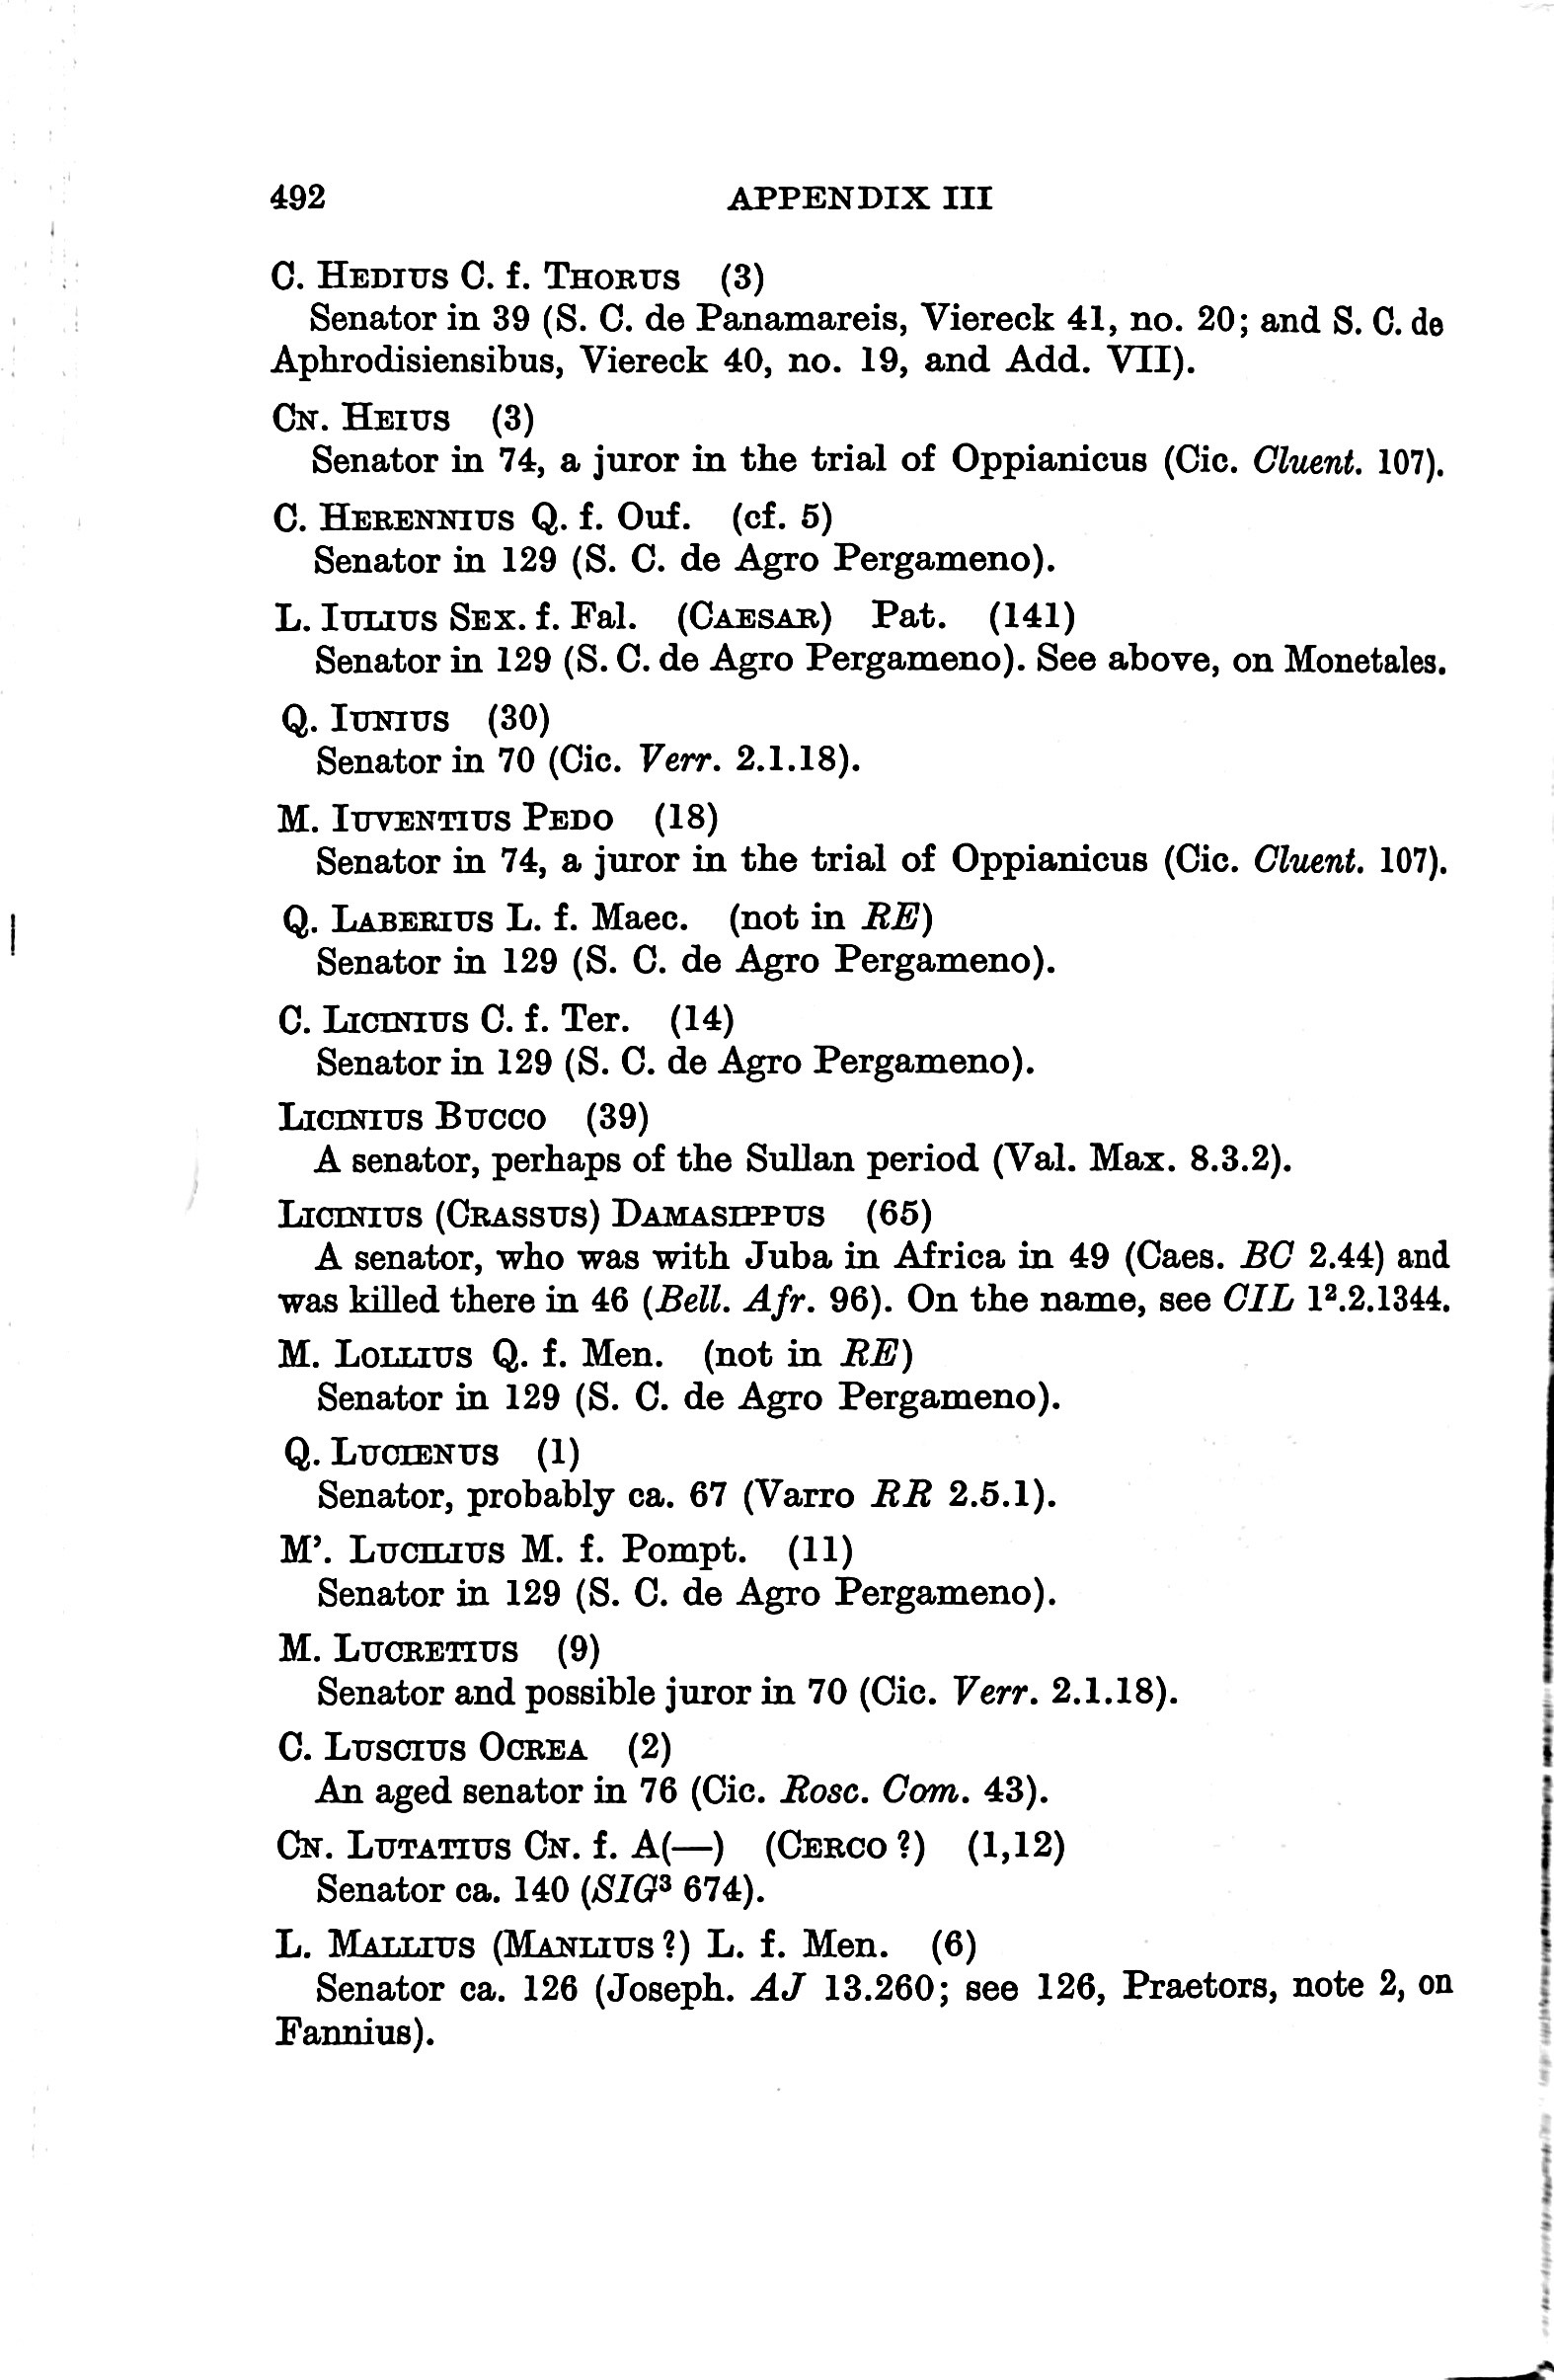 492 APPENDIX III
C. HEDIUS C. f. THORUS (3)
Senator in 39 (S. C. de Panamareis, Viereck 41, no. 20; and S. C. de
Aphrodisiensibus, Viereck 40, no. 19, and Add. VII).
CN. HEIUS (3)
Senator in 74, a juror in the trial of Oppianicus (Cic. Cluent. 107).
C. HERENNIUS Q. f. Ouf. (cf. 5)
Senator in 129 (S. C. de Agro Pergameno).
L. IULIUS SEX. f. Fal. (CAESAR) Pat. (141)
Senator in 129 (S. C. de Agro Pergameno). See above, on Monetales.
Q. IUNIUS (30)
Senator in 70 (Cic. Verr. 2.1.18).
M. IUVENTIUS PEDO (18)
Senator in 74, a juror in the trial of Oppianicus (Cic. Cluent. 107).
Q. LABERIUS L. f. Maec. (not in RE)
Senator in 129 (S. C. de Agro Pergameno).
C. LICINIUS C. f. Ter. (14)
Senator in 129 (S. C. de Agro Pergameno).
LICINIUS BUCCO (39)
A senator, perhaps of the Sullan period (Val. Max. 8.3.2).
LICINIUS (CRASSUS) DAMASIPPUS (65)
A senator, who was with Juba in Africa in 49 (Caes. BC 2.44) and
was killed there in 46 (Bell. Afr. 96). On the name, see CIL 1².2.1344.
M. LOLLIUS Q. f. Men. (not in RE)
Senator in 129 (S. C. de Agro Pergameno).
Q. LUCIENUS (1)
Senator, probably ca. 67 (Varro RR 2.5.1).
M’. LUCILIUS M. f. Pompt. (11)
Senator in 129 (S. C. de Agro Pergameno).
M. LUCRETIUS (9)
Senator and possible juror in 70 (Cic. Verr. 2.1.18).
C. LUSCIUS OCREA (2)
An aged senator in 76 (Cic. Rosc. Com. 43).
CN. LUTATIUS CN. f. A(—) (CERCO ?) (1,12)
Senator ca. 140 (SIG³ 674).
L. MALLIUS (MANLIUS ?) L. f. Men. (6)
Senator ca. 126 (Joseph. AJ 13.260; see 126, Praetors, note 2, on
Fannius).